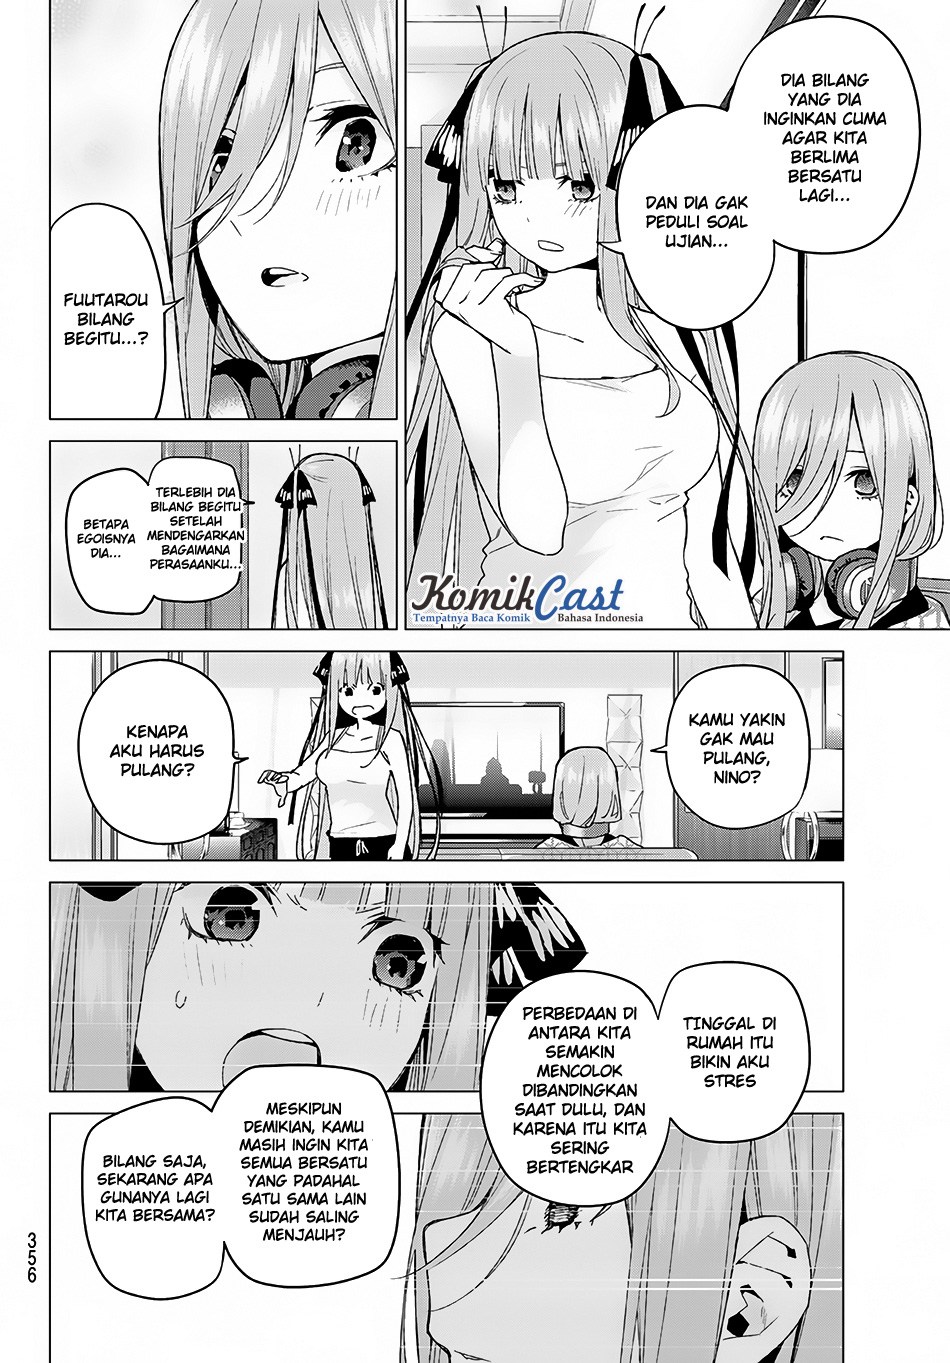 DIA BILANG
YANG DIA
INGINKAN CUMA
AGAR KITA
BERLIMA
BERSATU
LAGI...
DAN DIA GAK
PEDULI SOAL
UJIAN...
FUUTAROU
BILANG
BEGITU...?
TERLEBIH DIA
BILANG BEGITU
SETELAH
MENDENGARKAN
BAGAIMANA
PERASAANKU...
BETAPA
EGOISNYA
DIA...
KomikCast
Tempatnya Baca Komik Bahasa Indonesia
KAMU YAKIN
GAK MAU
PULANG,
NINO?
KENAPA
AKU HARUS
PULANG?
TINGGAL DI
RUMAH ITU
BIKIN AKU
STRES
PERBEDAAN DI
ANTARA KITA
SEMAKIN
MENCOLOK
DIBANDINGKAN
SAAT DULU, DAN
KARENA ITU KITA
SERING
BERTENGKAR
MESKIPUN
DEMIKIAN, KAMU
MASIH INGIN KITA
SEMUA BERSATU
YANG PADAHAL
SATU SAMA LAIN
SUDAH SALING
MENJAUH?
BILANG SAJA,
SEKARANG APA
GUNANYA LAGI
KITA BERSAMA?
356